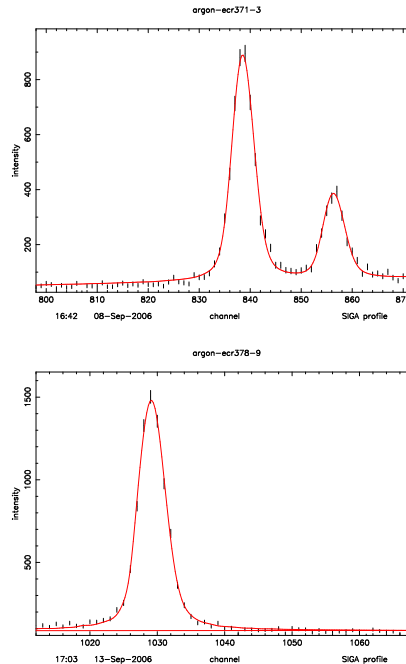 argon-ecr371-3
800
600
400
200
intensity
800 810 820 830 840 850 860 87
16:42 08-Sep-2006 channel SIGA profile
argon-ecr378-9
1500
1000
500
intensity
1020 1030 1040 1050 1060
17:03 13-Sep-2006 channel SIGA profile